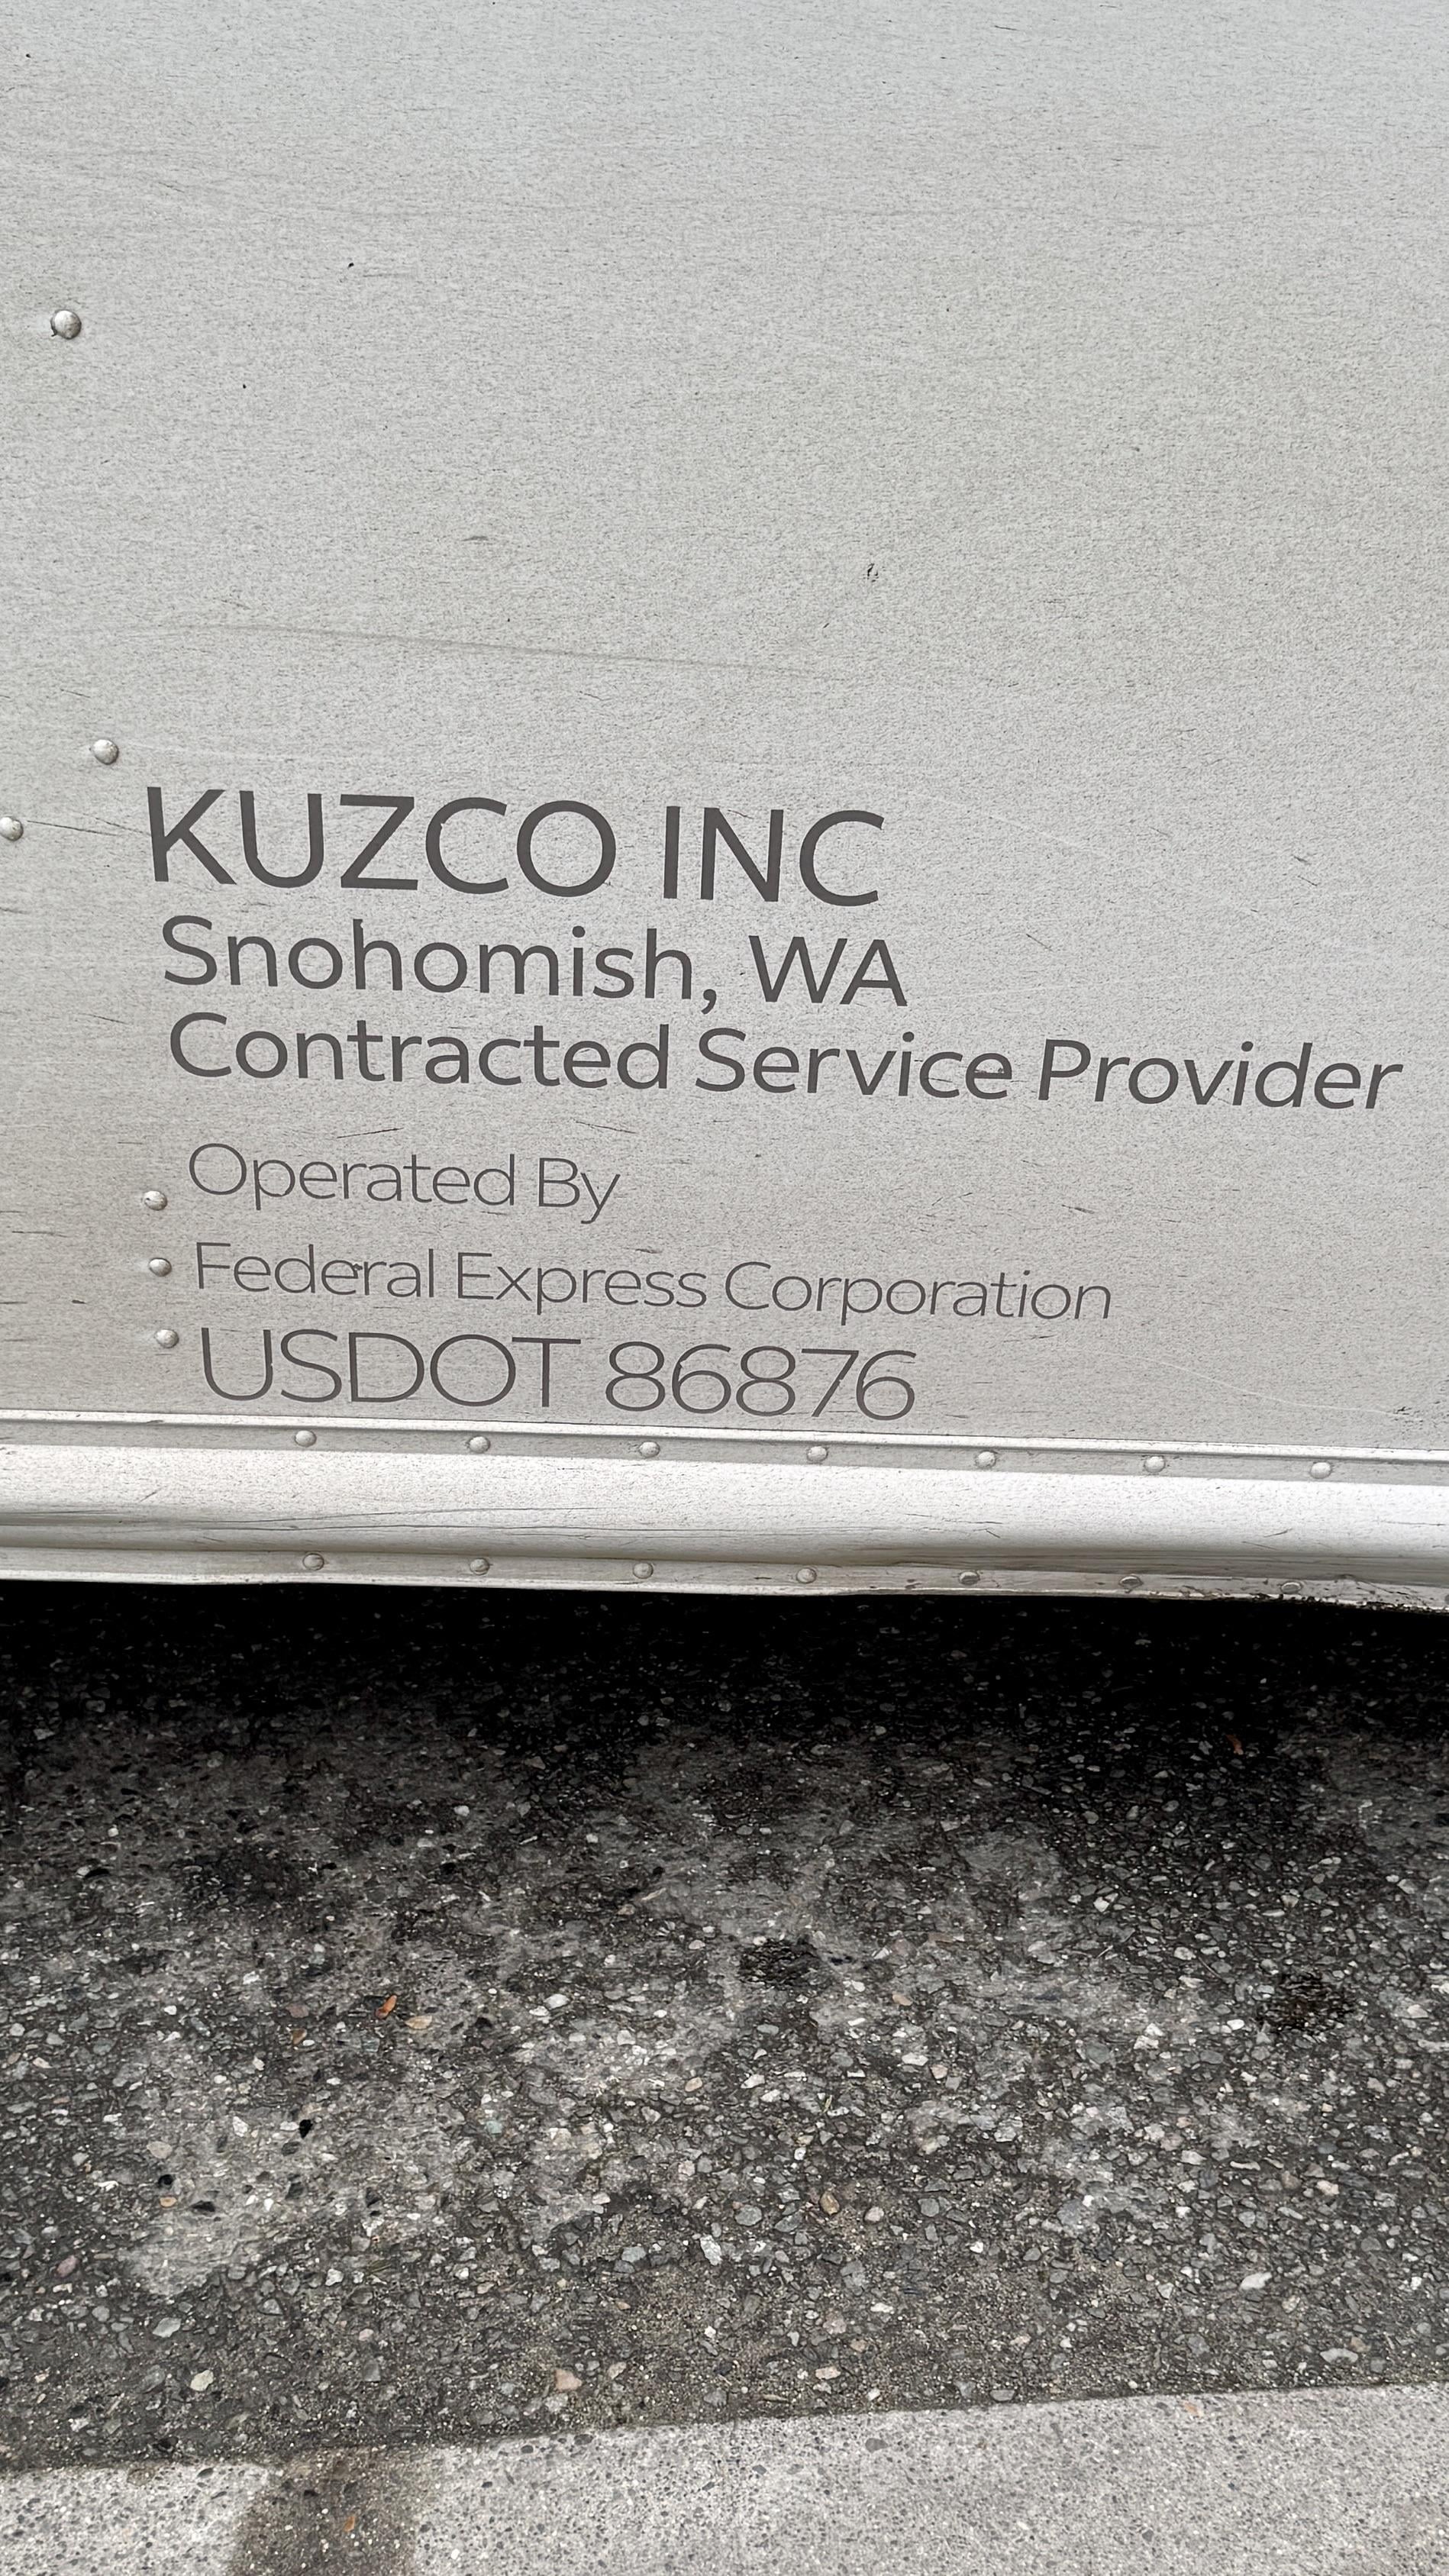 KUZCO INC
Snohomish, WA
Contracted Service Provider
Operated By
Federal Express Corporation
USDOT 86876